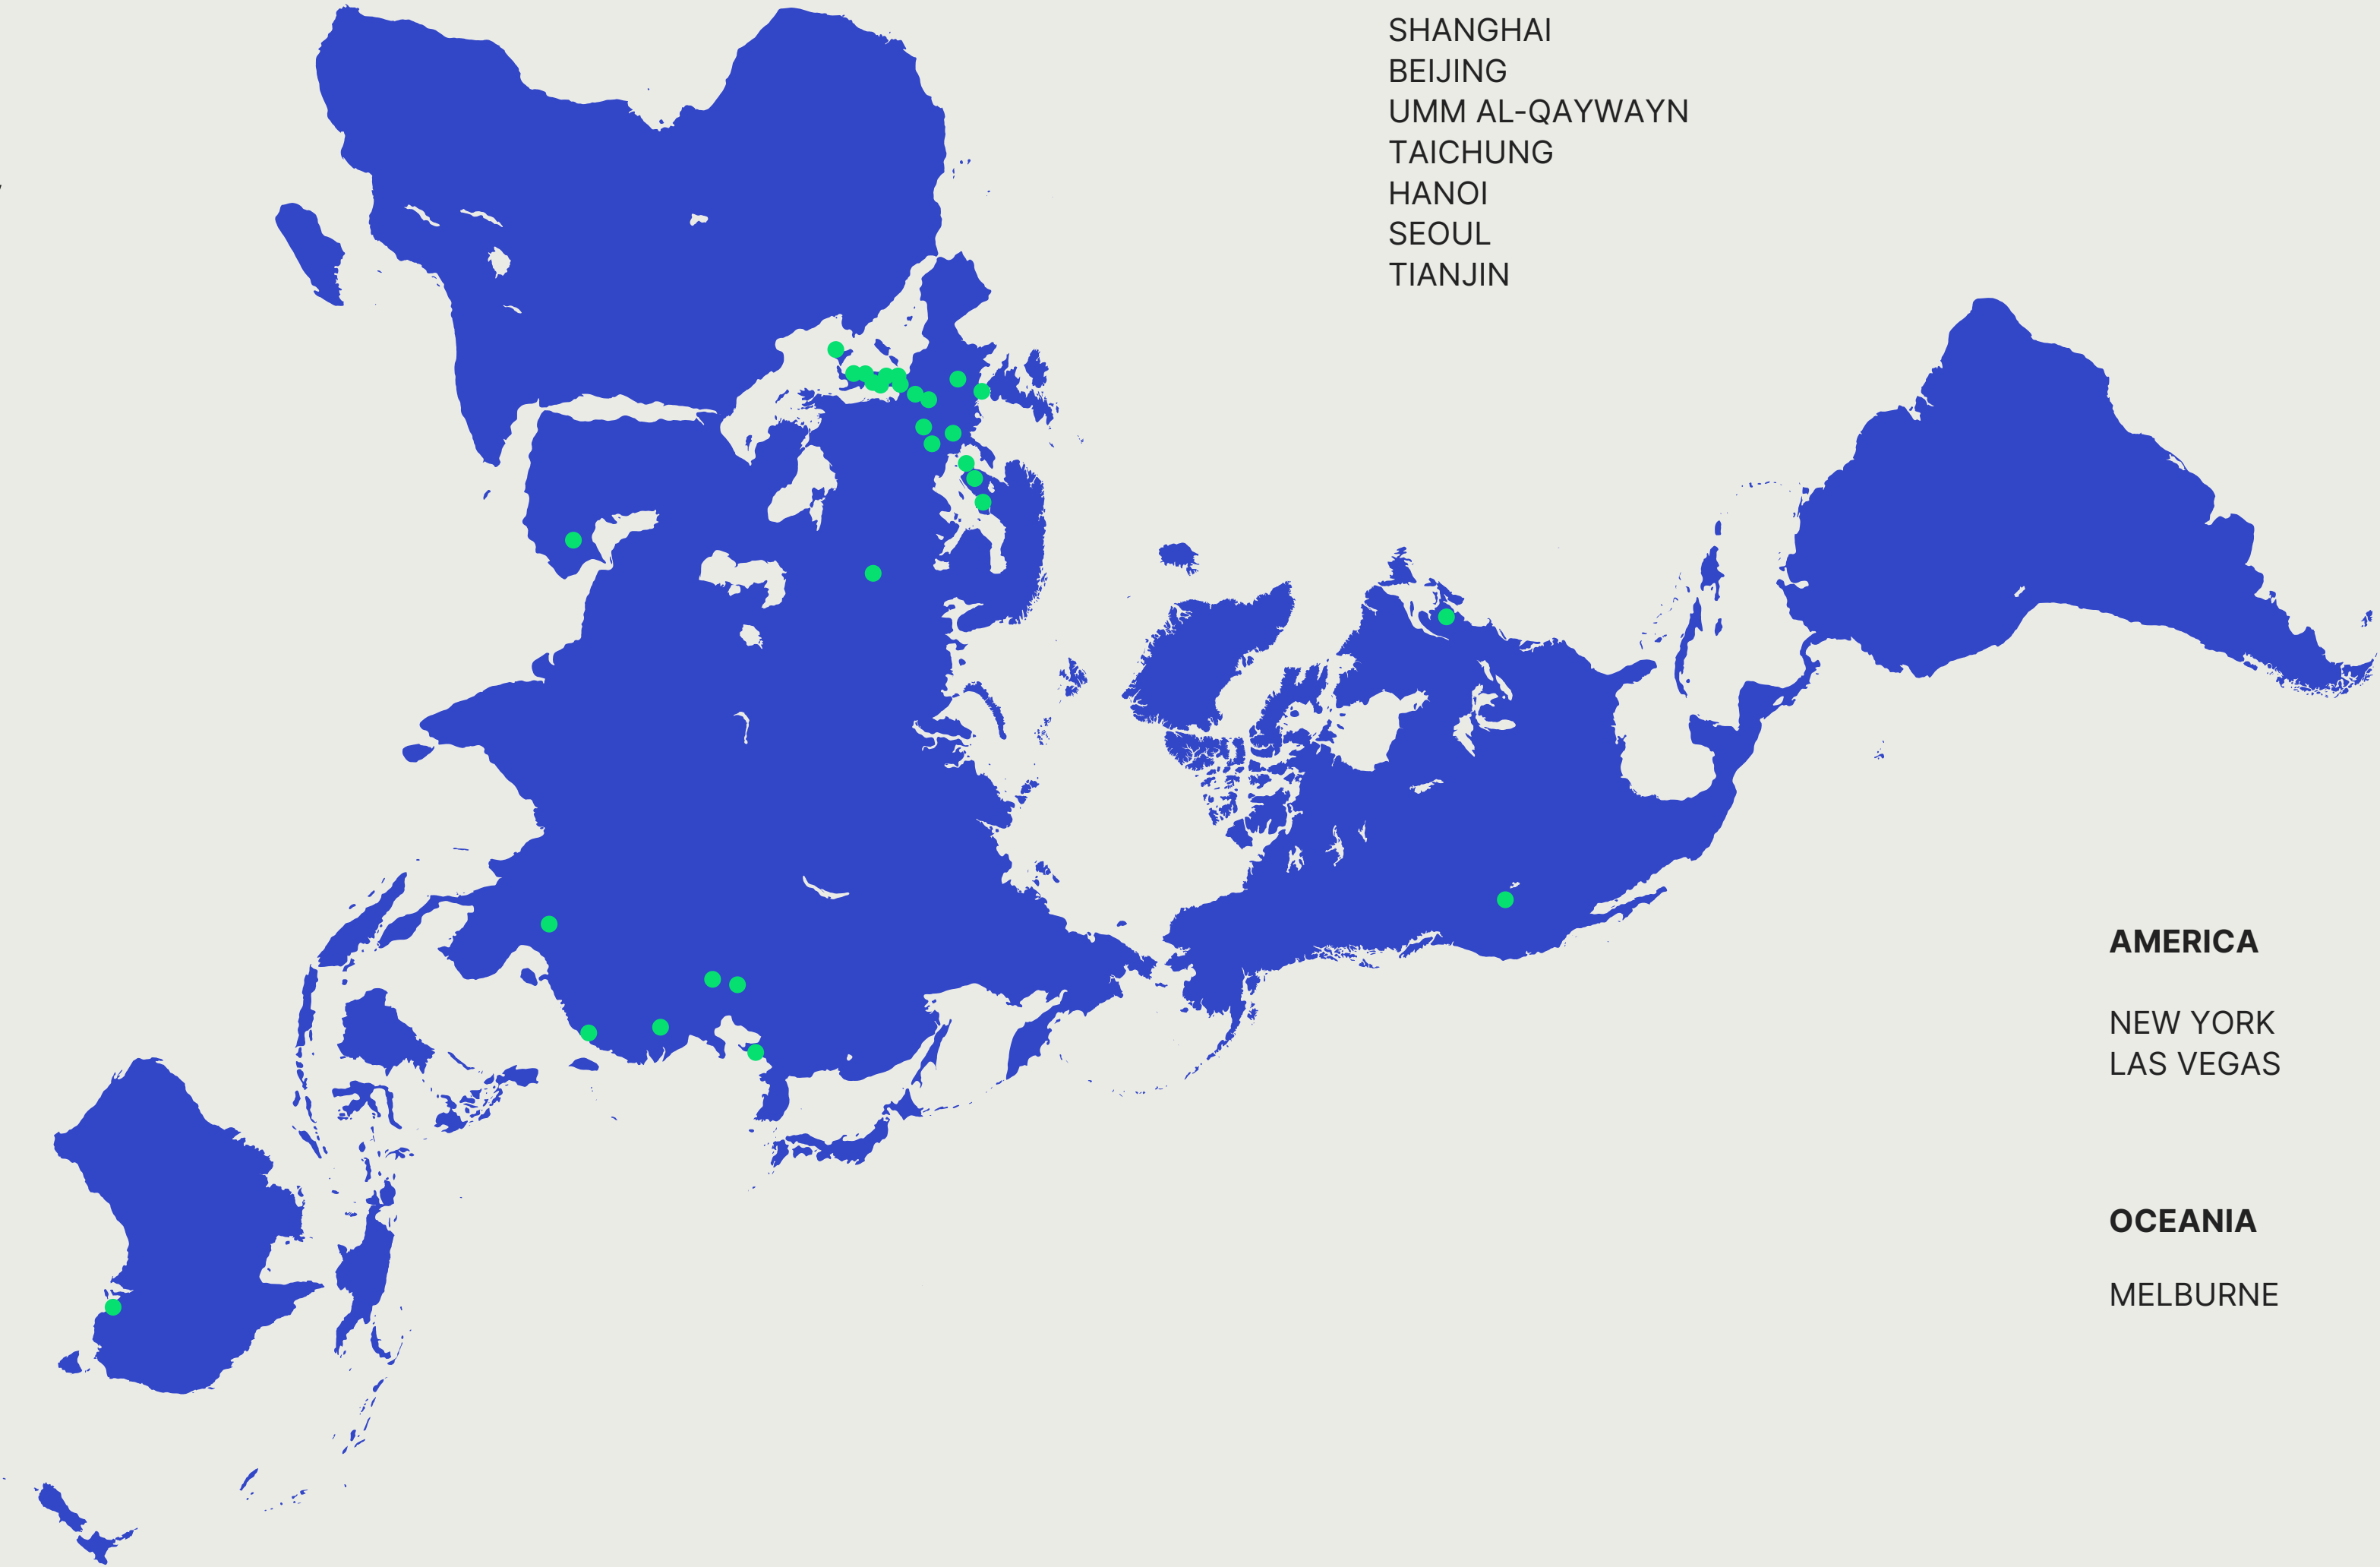 SHANGHAI
BEIJING
UMM AL-QAYWAYN
TAICHUNG
HANOI
SEOUL
TIANJIN
AMERICA
NEW YORK
LAS VEGAS
OCEANIA
MELBURNE